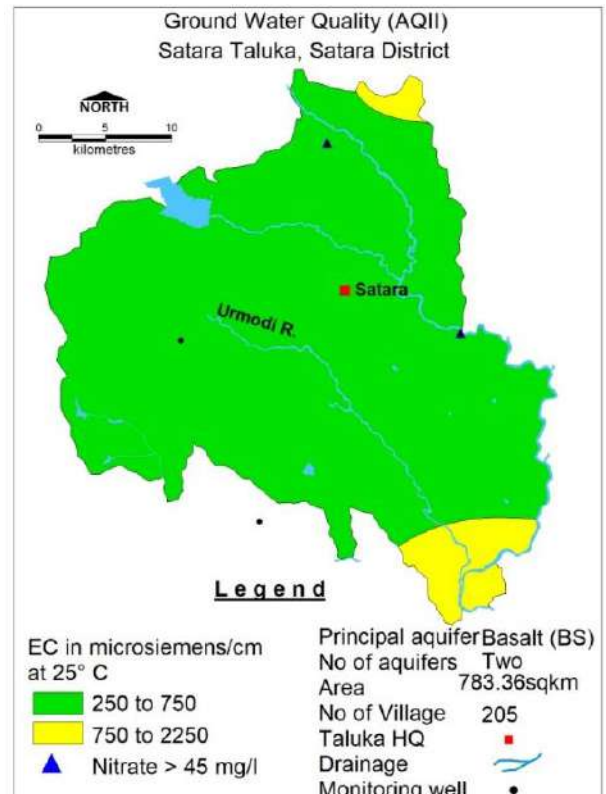 Ground Water Quality (AQII)
Satara Taluka, Satara District
NORTH
0 5 10
kilometres
Satara
Urmodi R.
Legend
EC in microsiemens/cm
at 25° C
250 to 750
750 to 2250
Nitrate > 45 mg/l
Principal aquifer Basalt (BS)
No of aquifers Two
Area 783.36sqkm
No of Village 205
Taluka HQ
Drainage
Monitoring well